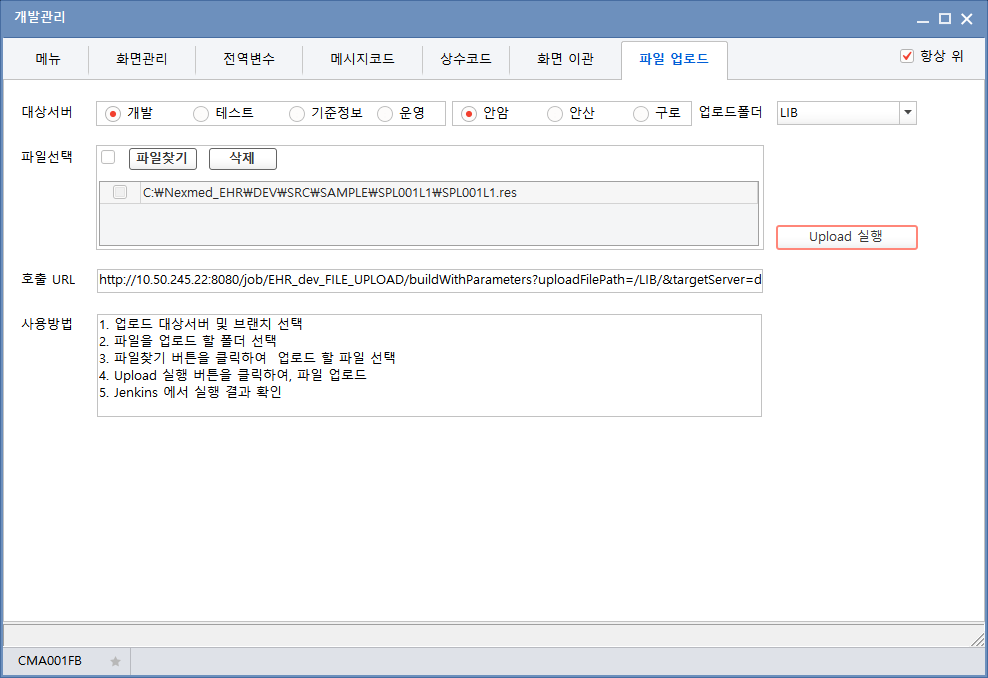 개발관리
메뉴 화면관리 전역변수 메시지코드 상수코드 화면 이관 파일 업로드 항상 위
대상서버 개발 테스트 기준정보 운영 안암 안산 구로 업로드폴더 LIB
파일선택 파일찾기 삭제
C:₩Nexmed_EHR₩DEV₩SRC₩SAMPLE₩SPL001L1₩SPL001L1.res
Upload 실행
호출 URL http://10.50.245.22:8080/job/EHR_dev_FILE_UPLOAD/buildWithParameters?uploadFilePath=/LIB/&targetServer=d
사용방법 1. 업로드 대상서버 및 브랜치 선택
2. 파일을 업로드 할 폴더 선택
3. 파일찾기 버튼을 클릭하여  업로드 할 파일 선택
4. Upload 실행 버튼을 클릭하여, 파일 업로드
5. Jenkins 에서 실행 결과 확인
CMA001FB